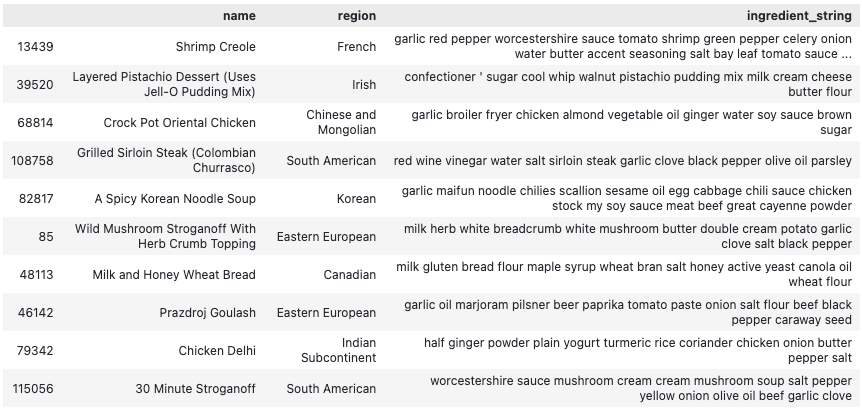 name region ingredient_string
13439 Shrimp Creole French garlic red pepper worcestershire sauce tomato shrimp green pepper celery onion
water butter accent seasoning salt bay leaf tomato sauce ...
39520 Layered Pistachio Dessert (Uses
Jell-O Pudding Mix) Irish confectioner ' sugar cool whip walnut pistachio pudding mix milk cream cheese
butter flour
68814 Crock Pot Oriental Chicken Chinese and
Mongolian garlic broiler fryer chicken almond vegetable oil ginger water soy sauce brown
sugar
108758 Grilled Sirloin Steak (Colombian
Churrasco) South American red wine vinegar water salt sirloin steak garlic clove black pepper olive oil parsley
82817 A Spicy Korean Noodle Soup Korean garlic maifun noodle chilies scallion sesame oil egg cabbage chili sauce chicken
stock my soy sauce meat beef great cayenne powder
85 Wild Mushroom Stroganoff With
Herb Crumb Topping Eastern European milk herb white breadcrumb white mushroom butter double cream potato garlic
clove salt black pepper
48113 Milk and Honey Wheat Bread Canadian milk gluten bread flour maple syrup wheat bran salt honey active yeast canola oil
wheat flour
46142 Prazdroj Goulash Eastern European garlic oil marjoram pilsner beer paprika tomato paste onion salt flour beef black
pepper caraway seed
79342 Chicken Delhi Indian
Subcontinent half ginger powder plain yogurt turmeric rice coriander chicken onion butter
pepper salt
115056 30 Minute Stroganoff South American worcestershire sauce mushroom cream cream mushroom soup salt pepper
yellow onion olive oil beef garlic clove